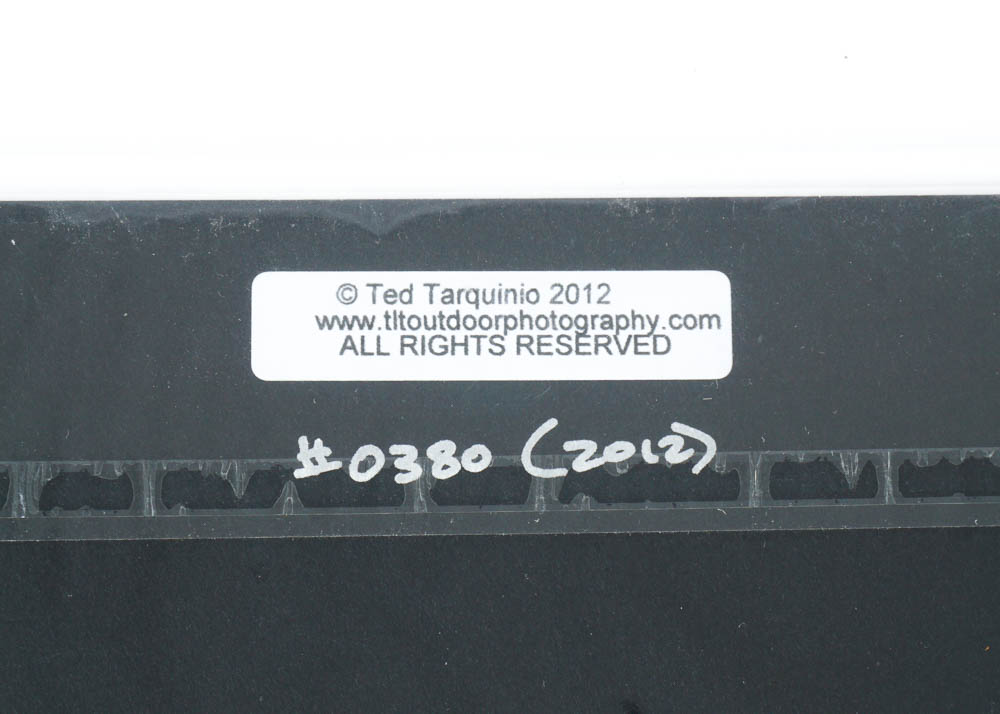 © Ted Tarquinio 2012
www.tltoutdoorphotography.com
ALL RIGHTS RESERVED
#0380 (2012)